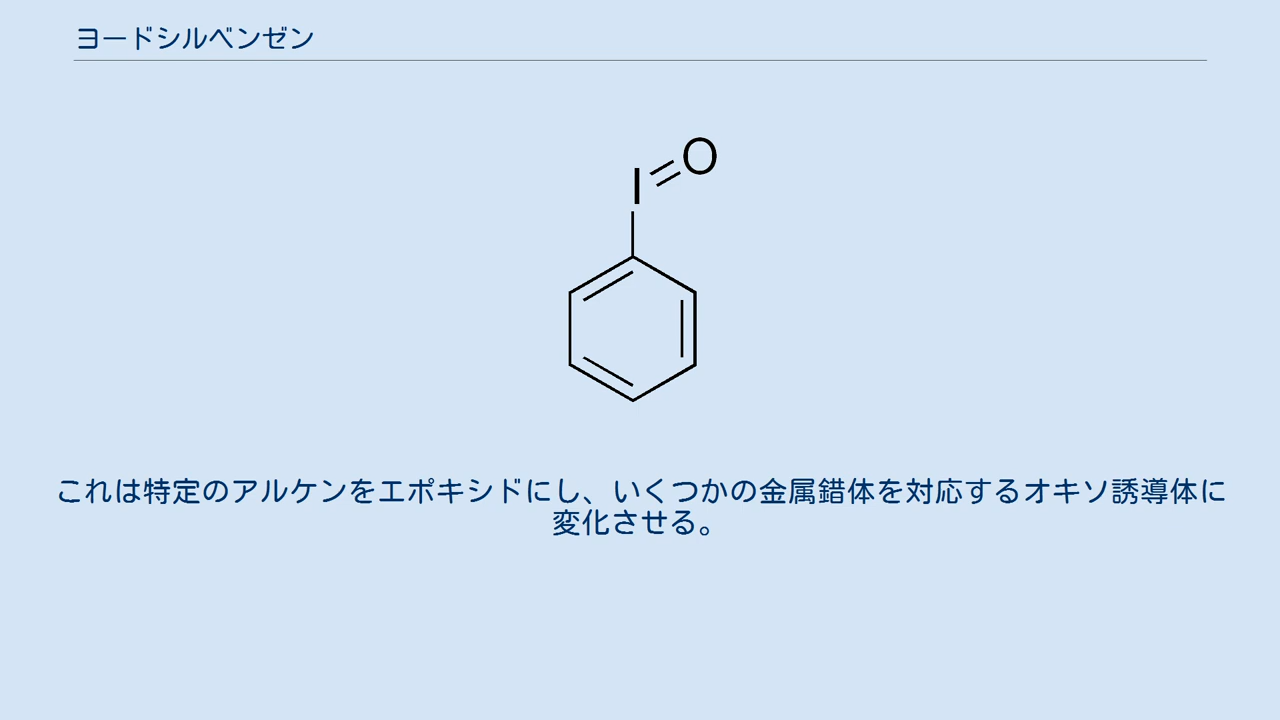 ヨードシルベンゼン
O
I
これは特定のアルケンをエポキシドにし、いくつかの金属錯体を対応するオキソ誘導体に
変化させる。